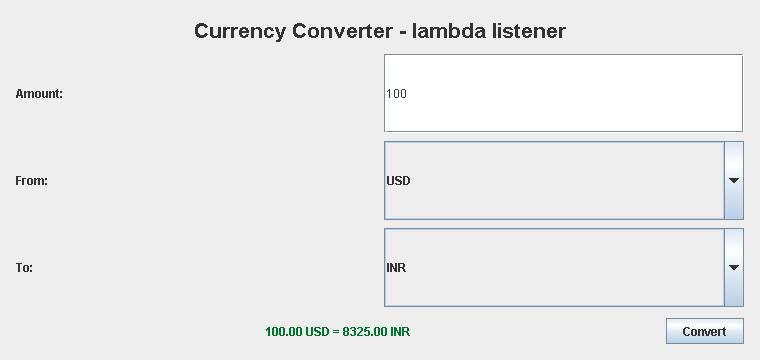 Currency Converter - lambda listener
Amount: 100
From: USD
To: INR
100.00 USD = 8325.00 INR Convert